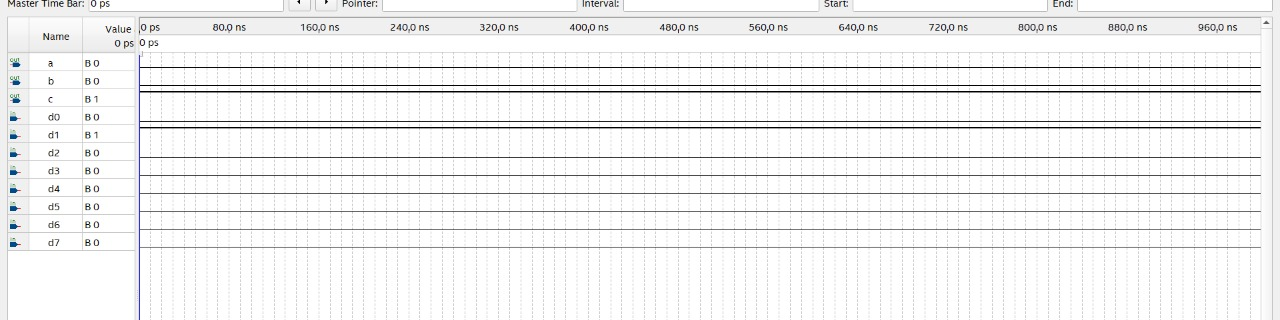 Master Time Bar: 0 ps Pointer: Interval: Start: End:
Name Value 0 ps
0 ps 80,0 ns 160,0 ns 240,0 ns 320,0 ns 400,0 ns 480,0 ns 560,0 ns 640,0 ns 720,0 ns 800,0 ns 880,0 ns 960,0 ns
0 ps
out a B 0
out b B 0
out c B 1
in d0 B 0
in d1 B 1
in d2 B 0
in d3 B 0
in d4 B 0
in d5 B 0
in d6 B 0
in d7 B 0